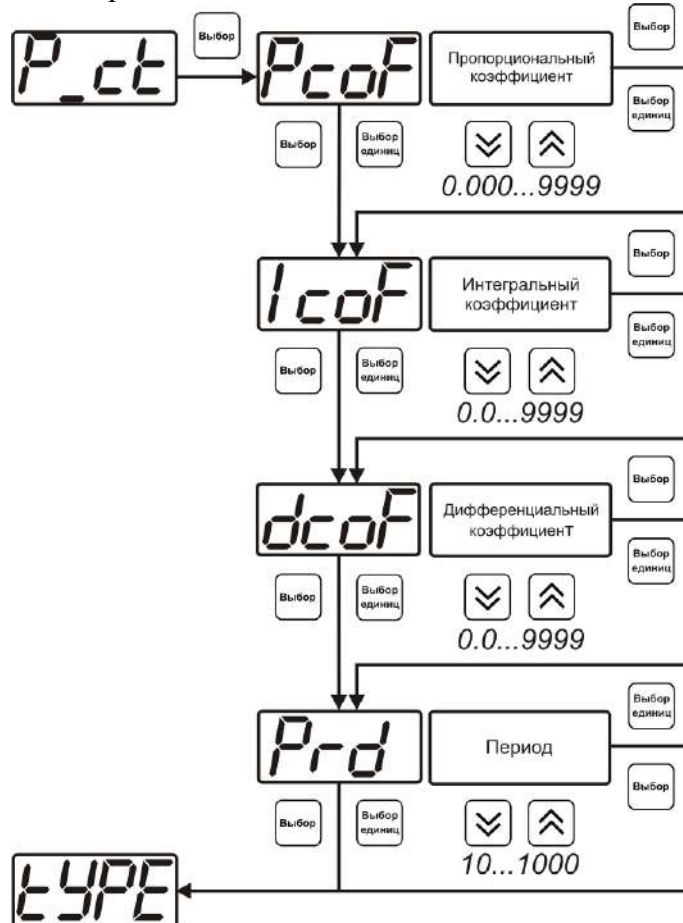 Выбор
Выбор
P_ct
PcoF
Пропорциональный
коэффициент
Выбор
Выбор
единиц
Выбор
единиц
0.000...9999
Выбор
IcoF
Интегральный
коэффициент
Выбор
Выбор
единиц
Выбор
единиц
0.0...9999
Выбор
dcoF
Дифференциальный
коэффициент
Выбор
Выбор
единиц
Выбор
единиц
0.0...9999
Выбор
единиц
Prd
Период
Выбор
Выбор
Выбор
единиц
10...1000
tYPE